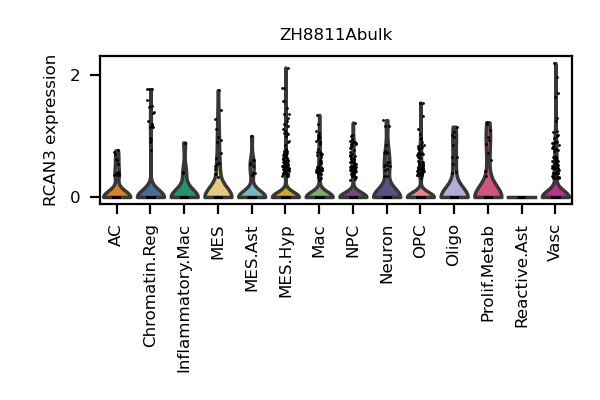 ZH8811Abulk
RCAN3 expression
2
0
AC
Chromatin.Reg
Inflammatory.Mac
MES
MES.Ast
MES.Hyp
Mac
NPC
Neuron
OPC
Oligo
Prolif.Metab
Reactive.Ast
Vasc